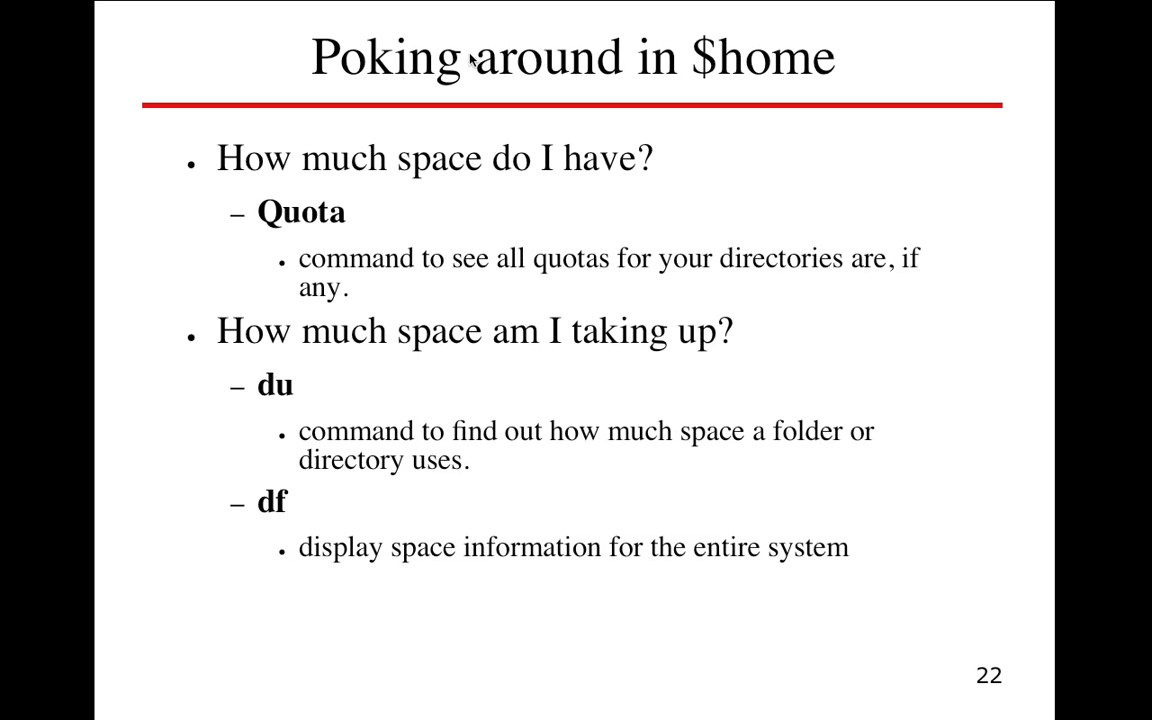 Poking around in $home
• How much space do I have?
– Quota
• command to see all quotas for your directories are, if
any.
• How much space am I taking up?
– du
• command to find out how much space a folder or
directory uses.
– df
• display space information for the entire system
22